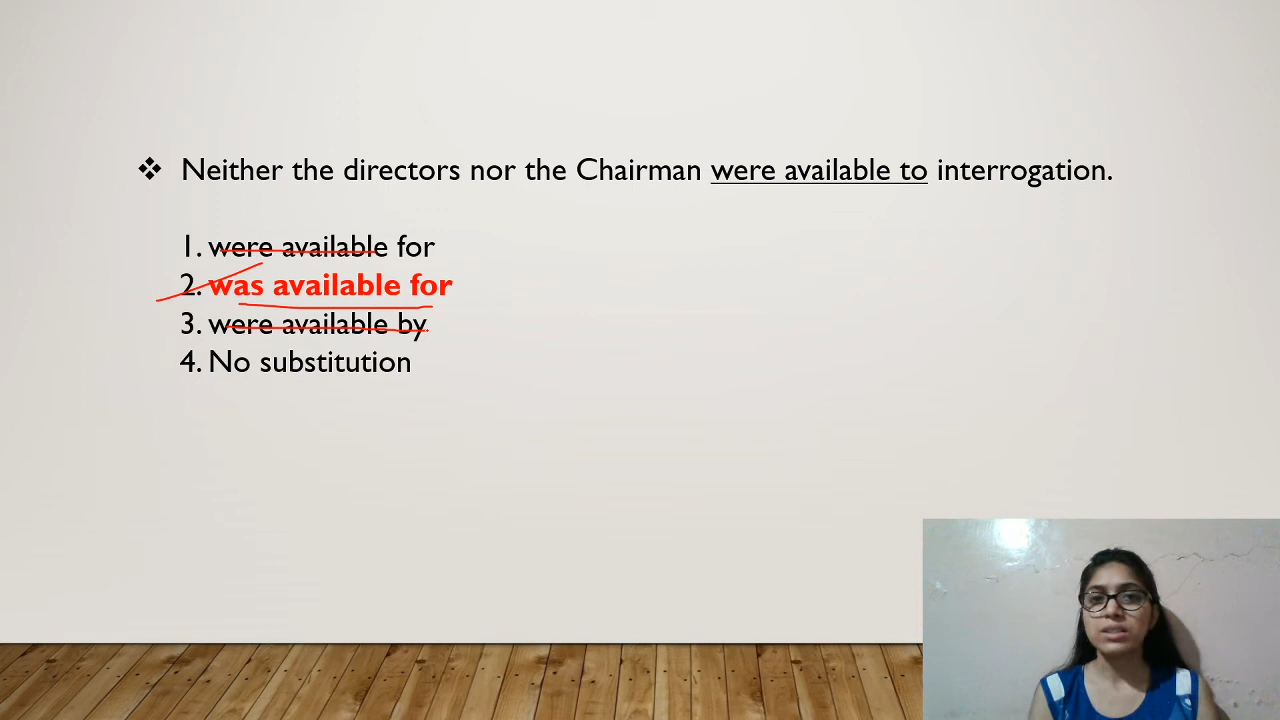 ❖ Neither the directors nor the Chairman were available to interrogation.
1. were available for
2. was available for
3. were available by
4. No substitution